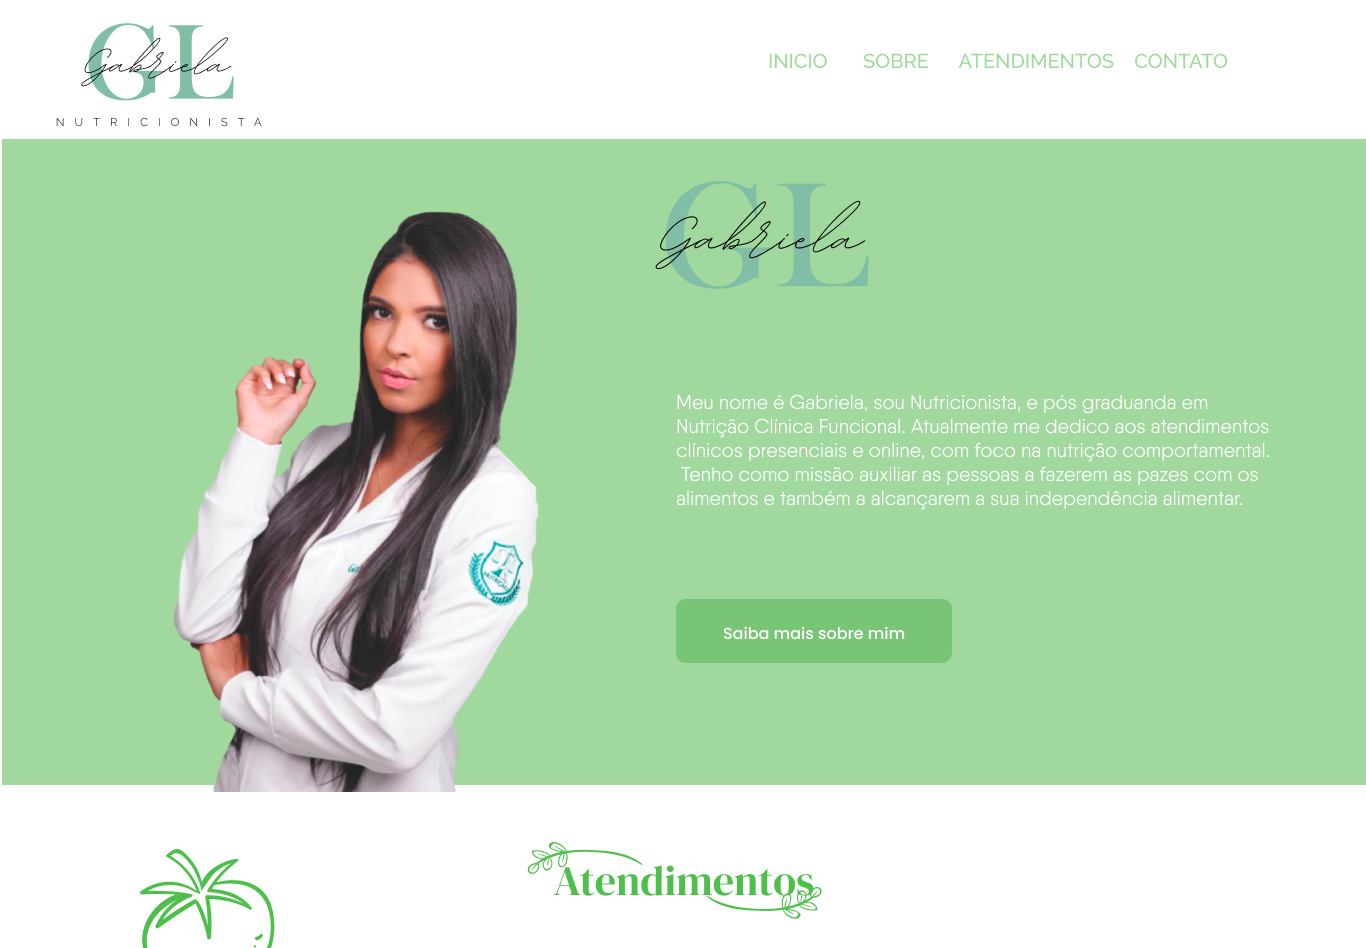 GL
Gabriela
NUTRICIONISTA
INICIO SOBRE ATENDIMENTOS CONTATO
GL
Gabriela
Meu nome é Gabriela, sou Nutricionista, e pós graduanda em
Nutrição Clínica Funcional. Atualmente me dedico aos atendimentos
clínicos presenciais e online, com foco na nutrição comportamental.
Tenho como missão auxiliar as pessoas a fazerem as pazes com os
alimentos e também a alcançarem a sua independência alimentar.
NUTRIÇÃO
Saiba mais sobre mim
Atendimentos